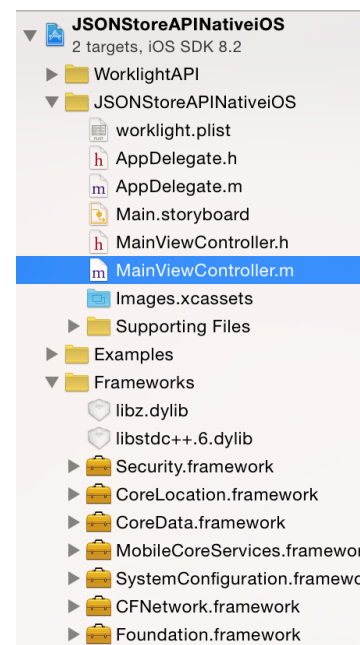 JSONStoreAPINativeiOS
2 targets, iOS SDK 8.2
WorklightAPI
JSONStoreAPINativeiOS
worklight.plist
h AppDelegate.h
m AppDelegate.m
Main.storyboard
h MainViewController.h
m MainViewController.m
Images.xcassets
Supporting Files
Examples
Frameworks
libz.dylib
libstdc++.6.dylib
Security.framework
CoreLocation.framework
CoreData.framework
MobileCoreServices.framewor
SystemConfiguration.framewo
CFNetwork.framework
Foundation.framework